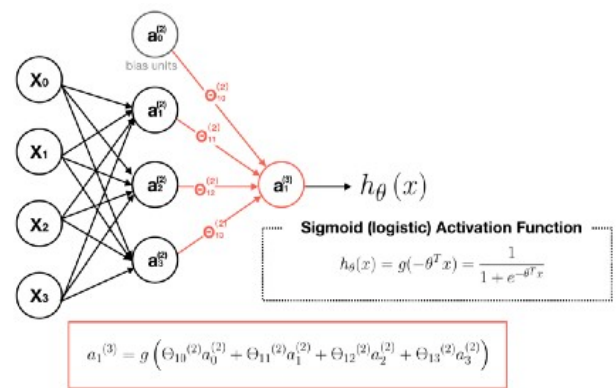 a₀⁽²⁾
bias units
X₀
Θ₁₀⁽²⁾
a₁⁽²⁾
Θ₁₁⁽²⁾
X₁
a₂⁽²⁾
Θ₁₂⁽²⁾
a₁⁽³⁾
h_θ(x)
X₂
Θ₁₃⁽²⁾
a₃⁽²⁾
X₃
Sigmoid (logistic) Activation Function
h_θ(x) = g(-θᵀx) = 1 / (1 + e^(-θᵀx))
a₁⁽³⁾ = g(Θ₁₀⁽²⁾a₀⁽²⁾ + Θ₁₁⁽²⁾a₁⁽²⁾ + Θ₁₂⁽²⁾a₂⁽²⁾ + Θ₁₃⁽²⁾a₃⁽²⁾)